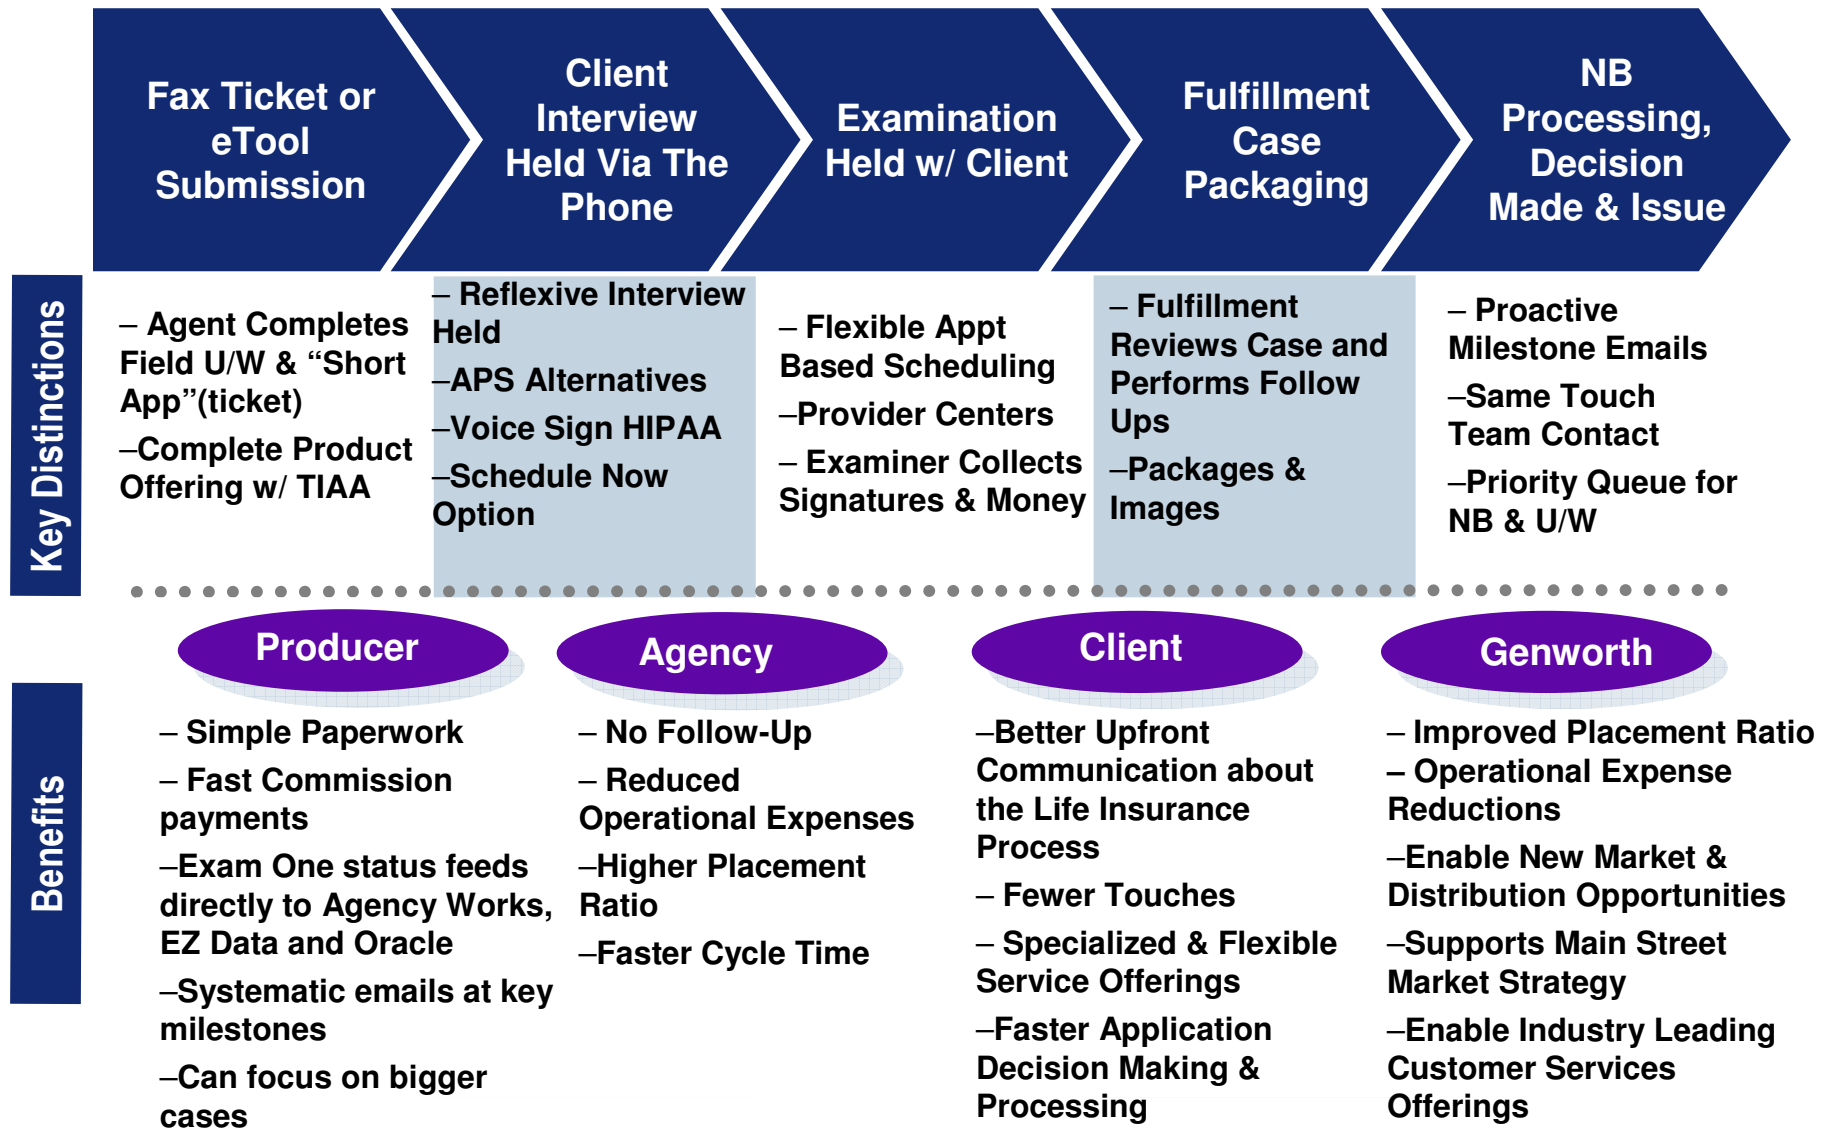 Fax Ticket or
eTool
Submission
Client
Interview
Held Via The
Phone
Examination
Held w/ Client
Fulfillment
Case
Packaging
NB
Processing,
Decision
Made & Issue
Key Distinctions
– Agent Completes
Field U/W & “Short
App”(ticket)
–Complete Product
Offering w/ TIAA
– Reflexive Interview
Held
–APS Alternatives
–Voice Sign HIPAA
–Schedule Now
Option
– Flexible Appt
Based Scheduling
–Provider Centers
– Examiner Collects
Signatures & Money
– Fulfillment
Reviews Case and
Performs Follow
Ups
–Packages &
Images
– Proactive
Milestone Emails
–Same Touch
Team Contact
–Priority Queue for
NB & U/W
Benefits
Producer
– Simple Paperwork
– Fast Commission
payments
–Exam One status feeds
directly to Agency Works,
EZ Data and Oracle
–Systematic emails at key
milestones
–Can focus on bigger
cases
Agency
– No Follow-Up
– Reduced
Operational Expenses
–Higher Placement
Ratio
–Faster Cycle Time
Client
–Better Upfront
Communication about
the Life Insurance
Process
– Fewer Touches
– Specialized & Flexible
Service Offerings
–Faster Application
Decision Making &
Processing
Genworth
– Improved Placement Ratio
– Operational Expense
Reductions
–Enable New Market &
Distribution Opportunities
–Supports Main Street
Market Strategy
–Enable Industry Leading
Customer Services
Offerings